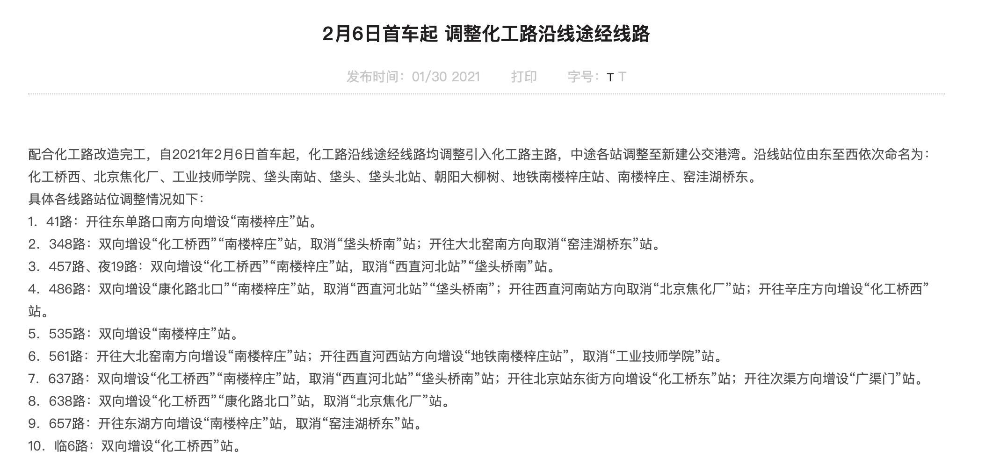 2月6日首车起 调整化工路沿线途经线路
发布时间：01/30 2021 打印 字号：T T
配合化工路改造完工，自2021年2月6日首车起，化工路沿线途经线路均调整引入化工路主路，中途各站调整至新建公交港湾。沿线站位由东至西依次命名为：
化工桥西、北京焦化厂、工业技师学院、垡头南站、垡头、垡头北站、朝阳大柳树、地铁南楼梓庄站、南楼梓庄、窑洼湖桥东。
具体各线路站位调整情况如下：
1. 41路：开往东单路口南方向增设“南楼梓庄”站。
2. 348路：双向增设“化工桥西”“南楼梓庄”站，取消“垡头桥南”站；开往大北窑南方向取消“窑洼湖桥东”站。
3. 457路、夜19路：双向增设“化工桥西”“南楼梓庄”站，取消“西直河北站”“垡头桥南”站。
4. 486路：双向增设“康化路北口”“南楼梓庄”站，取消“西直河北站”“垡头桥南”；开往西直河南站方向取消“北京焦化厂”站；开往辛庄方向增设“化工桥西”
站。
5. 535路：双向增设“南楼梓庄”站。
6. 561路：开往大北窑南方向增设“南楼梓庄”站；开往西直河西站方向增设“地铁南楼梓庄站”，取消“工业技师学院”站。
7. 637路：双向增设“化工桥西”“南楼梓庄”站，取消“西直河北站”“垡头桥南”站；开往北京站东街方向增设“化工桥东”站；开往次渠方向增设“广渠门”站。
8. 638路：双向增设“化工桥西”“康化路北口”站，取消“北京焦化厂”站。
9. 657路：开往东湖方向增设“南楼梓庄”站，取消“窑洼湖桥东”站。
10. 临6路：双向增设“化工桥西”站。